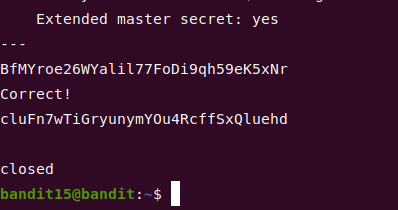 Extended master secret: yes
---
BfMYroe26WYalil77FoDi9qh59eK5xNr
Correct!
cluFn7wTiGryunymYOu4RcffSxQluehd
closed
bandit15@bandit:~$